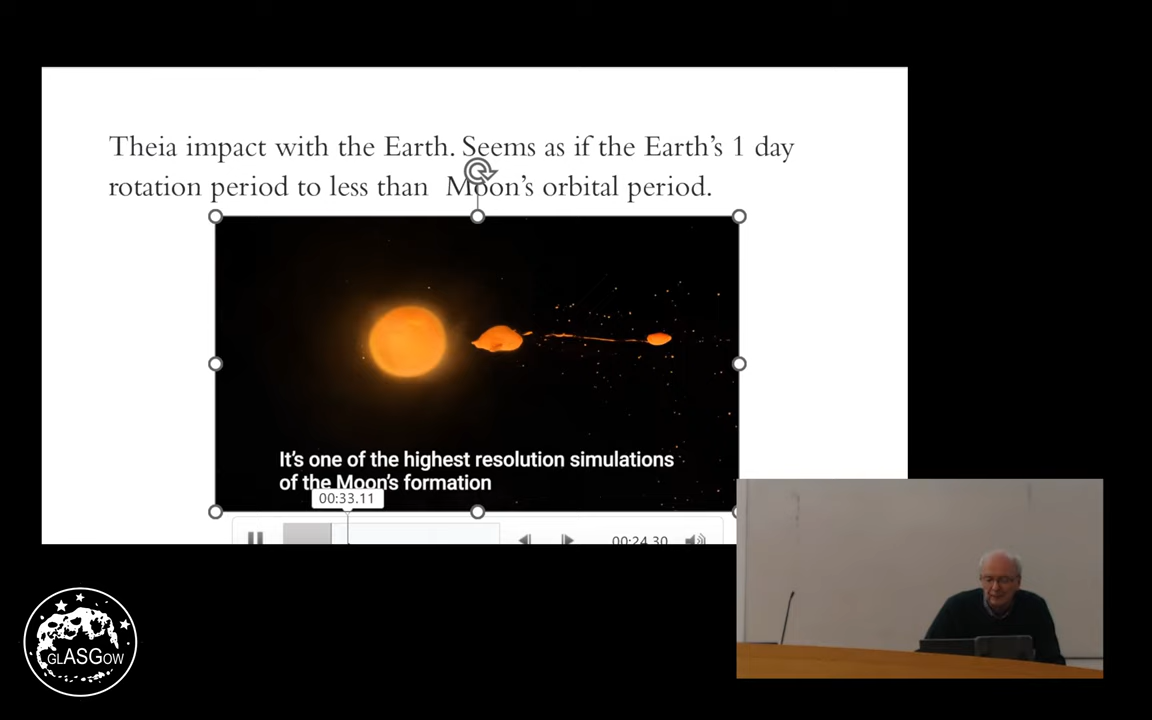 Theia impact with the Earth. Seems as if the Earth’s 1 day
rotation period to less than Moon’s orbital period.
It’s one of the highest resolution simulations
of the Moon’s formation
00:33.11
00:24.30
GLASGOW